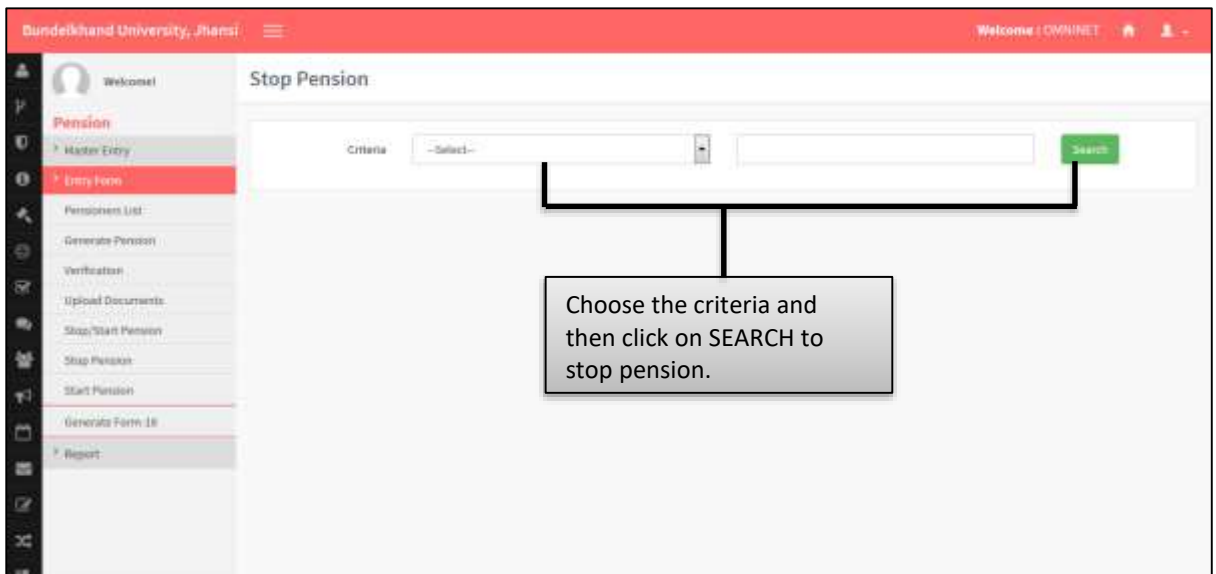 Bundelkhand University, Jhansi
Welcome : OMNINET
Welcome!
Stop Pension
Pension
Master Entry
Criteria
--Select--
Search
Entry Form
Pensioners List
Generate Pension
Verification
Upload Documents
Stop/Start Pension
Stop Pension
Start Pension
Generate Form-16
Report
Choose the criteria and
then click on SEARCH to
stop pension.